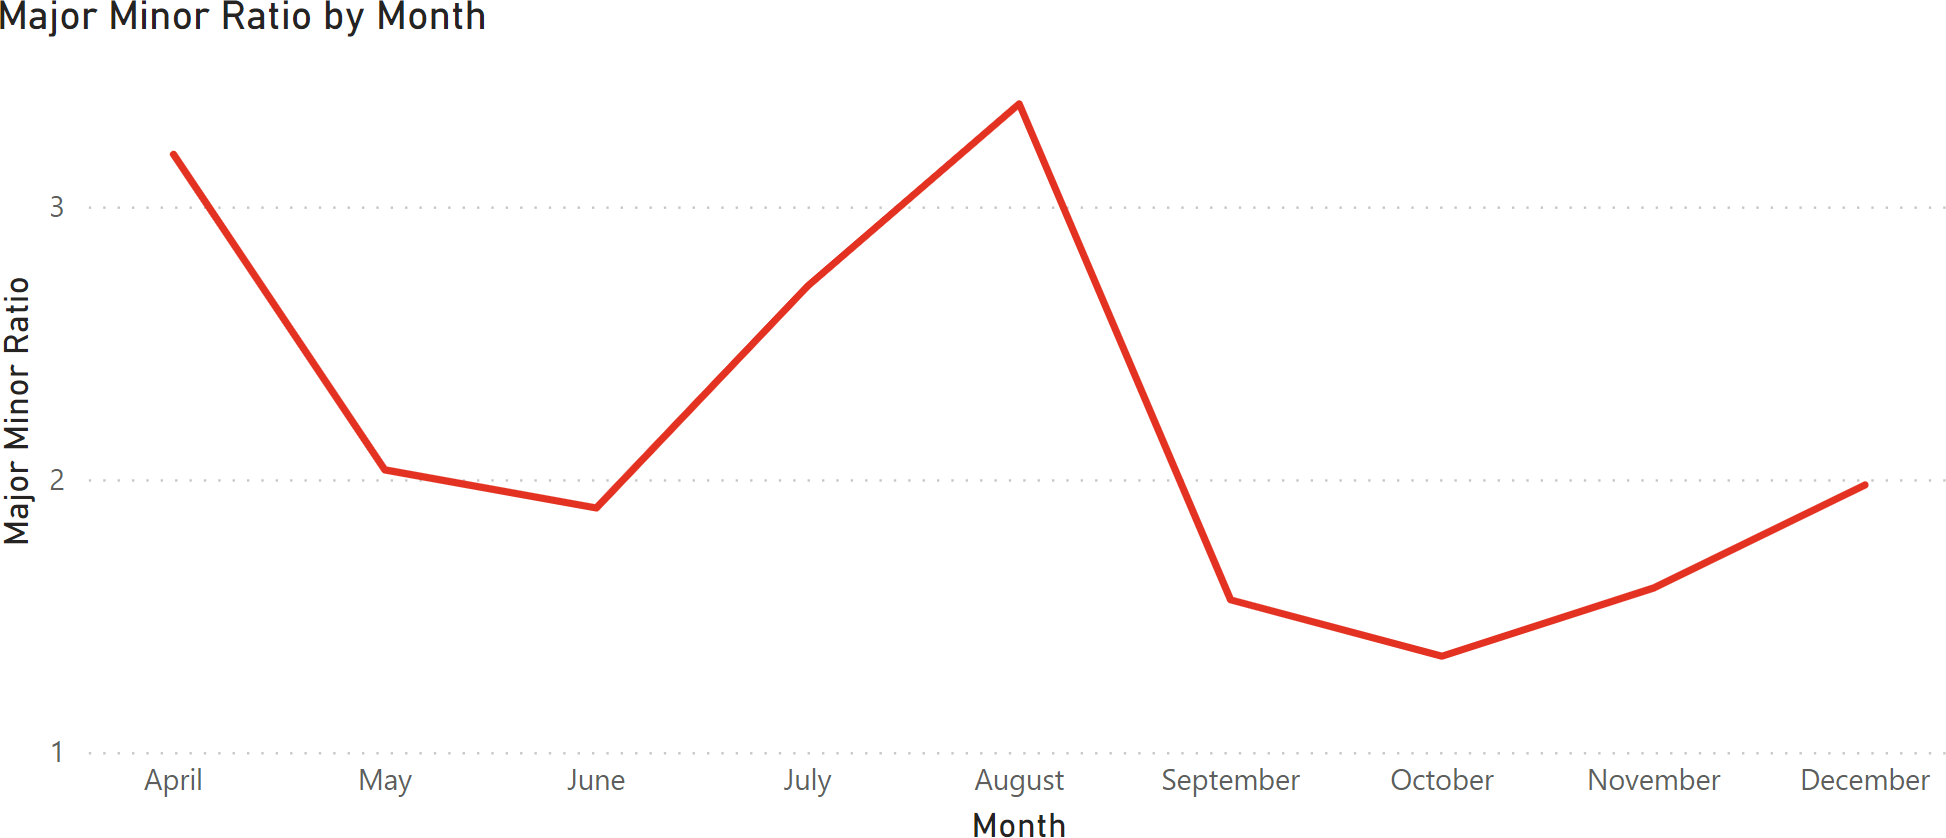 Major Minor Ratio by Month
Major Minor Ratio
3
2
1
April May June July August September October November December
Month